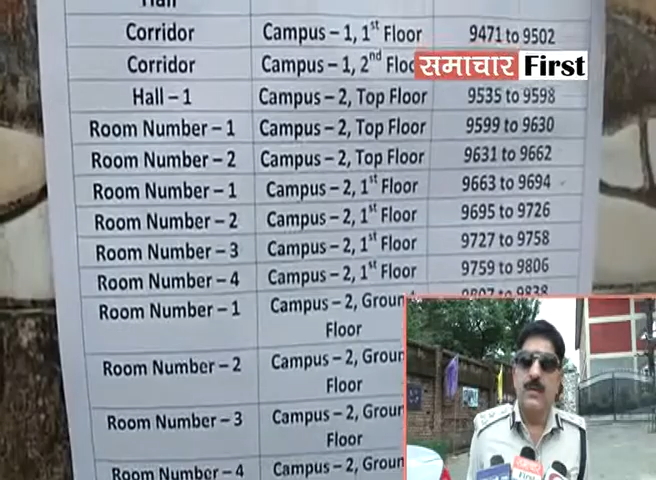 Hall
Corridor Campus – 1, 1st Floor 9471 to 9502
Corridor Campus – 1, 2nd Floo
समाचार First
Hall – 1 Campus – 2, Top Floor 9535 to 9598
Room Number – 1 Campus – 2, Top Floor 9599 to 9630
Room Number – 2 Campus – 2, Top Floor 9631 to 9662
Room Number – 1 Campus – 2, 1st Floor 9663 to 9694
Room Number – 2 Campus – 2, 1st Floor 9695 to 9726
Room Number – 3 Campus – 2, 1st Floor 9727 to 9758
Room Number – 4 Campus – 2, 1st Floor 9759 to 9806
Room Number – 1 Campus – 2, Ground 9807 to 9838
Floor
Room Number – 2 Campus – 2, Groun
Floor
Room Number – 3 Campus – 2, Groun
Floor
Room Number – 4 Campus – 2, Groun
First